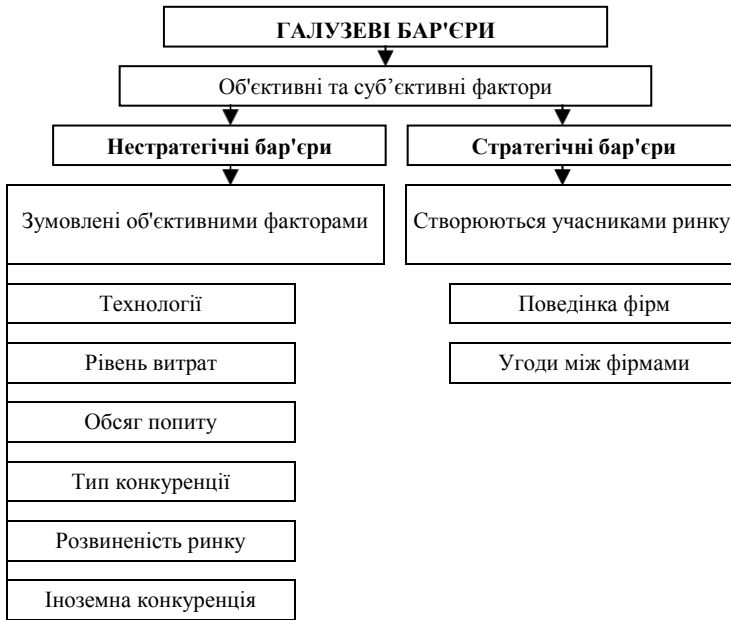 ГАЛУЗЕВІ БАР'ЄРИ
Об'єктивні та суб’єктивні фактори
Нестратегічні бар'єри
Стратегічні бар'єри
Зумовлені об'єктивними факторами
Створюються учасниками ринку
Технології
Поведінка фірм
Рівень витрат
Угоди між фірмами
Обсяг попиту
Тип конкуренції
Розвиненість ринку
Іноземна конкуренція